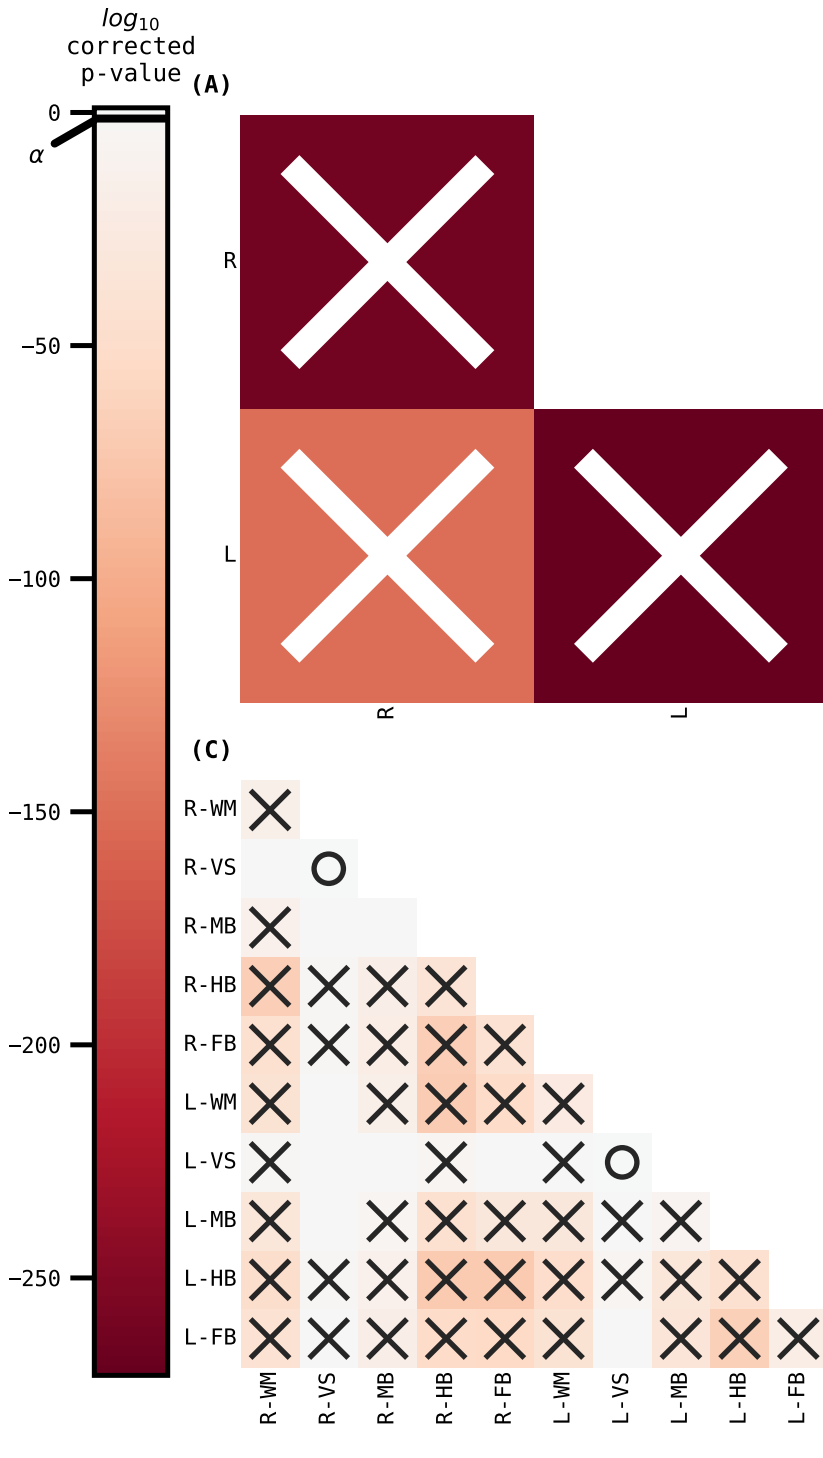 log10
corrected
p-value
(A)
0
α
R
−50
L
−100
R L
(C)
−150
R-WM
R-VS
R-MB
R-HB
−200
R-FB
L-WM
L-VS
L-MB
−250
L-HB
L-FB
R-WM R-VS R-MB R-HB R-FB L-WM L-VS L-MB L-HB L-FB